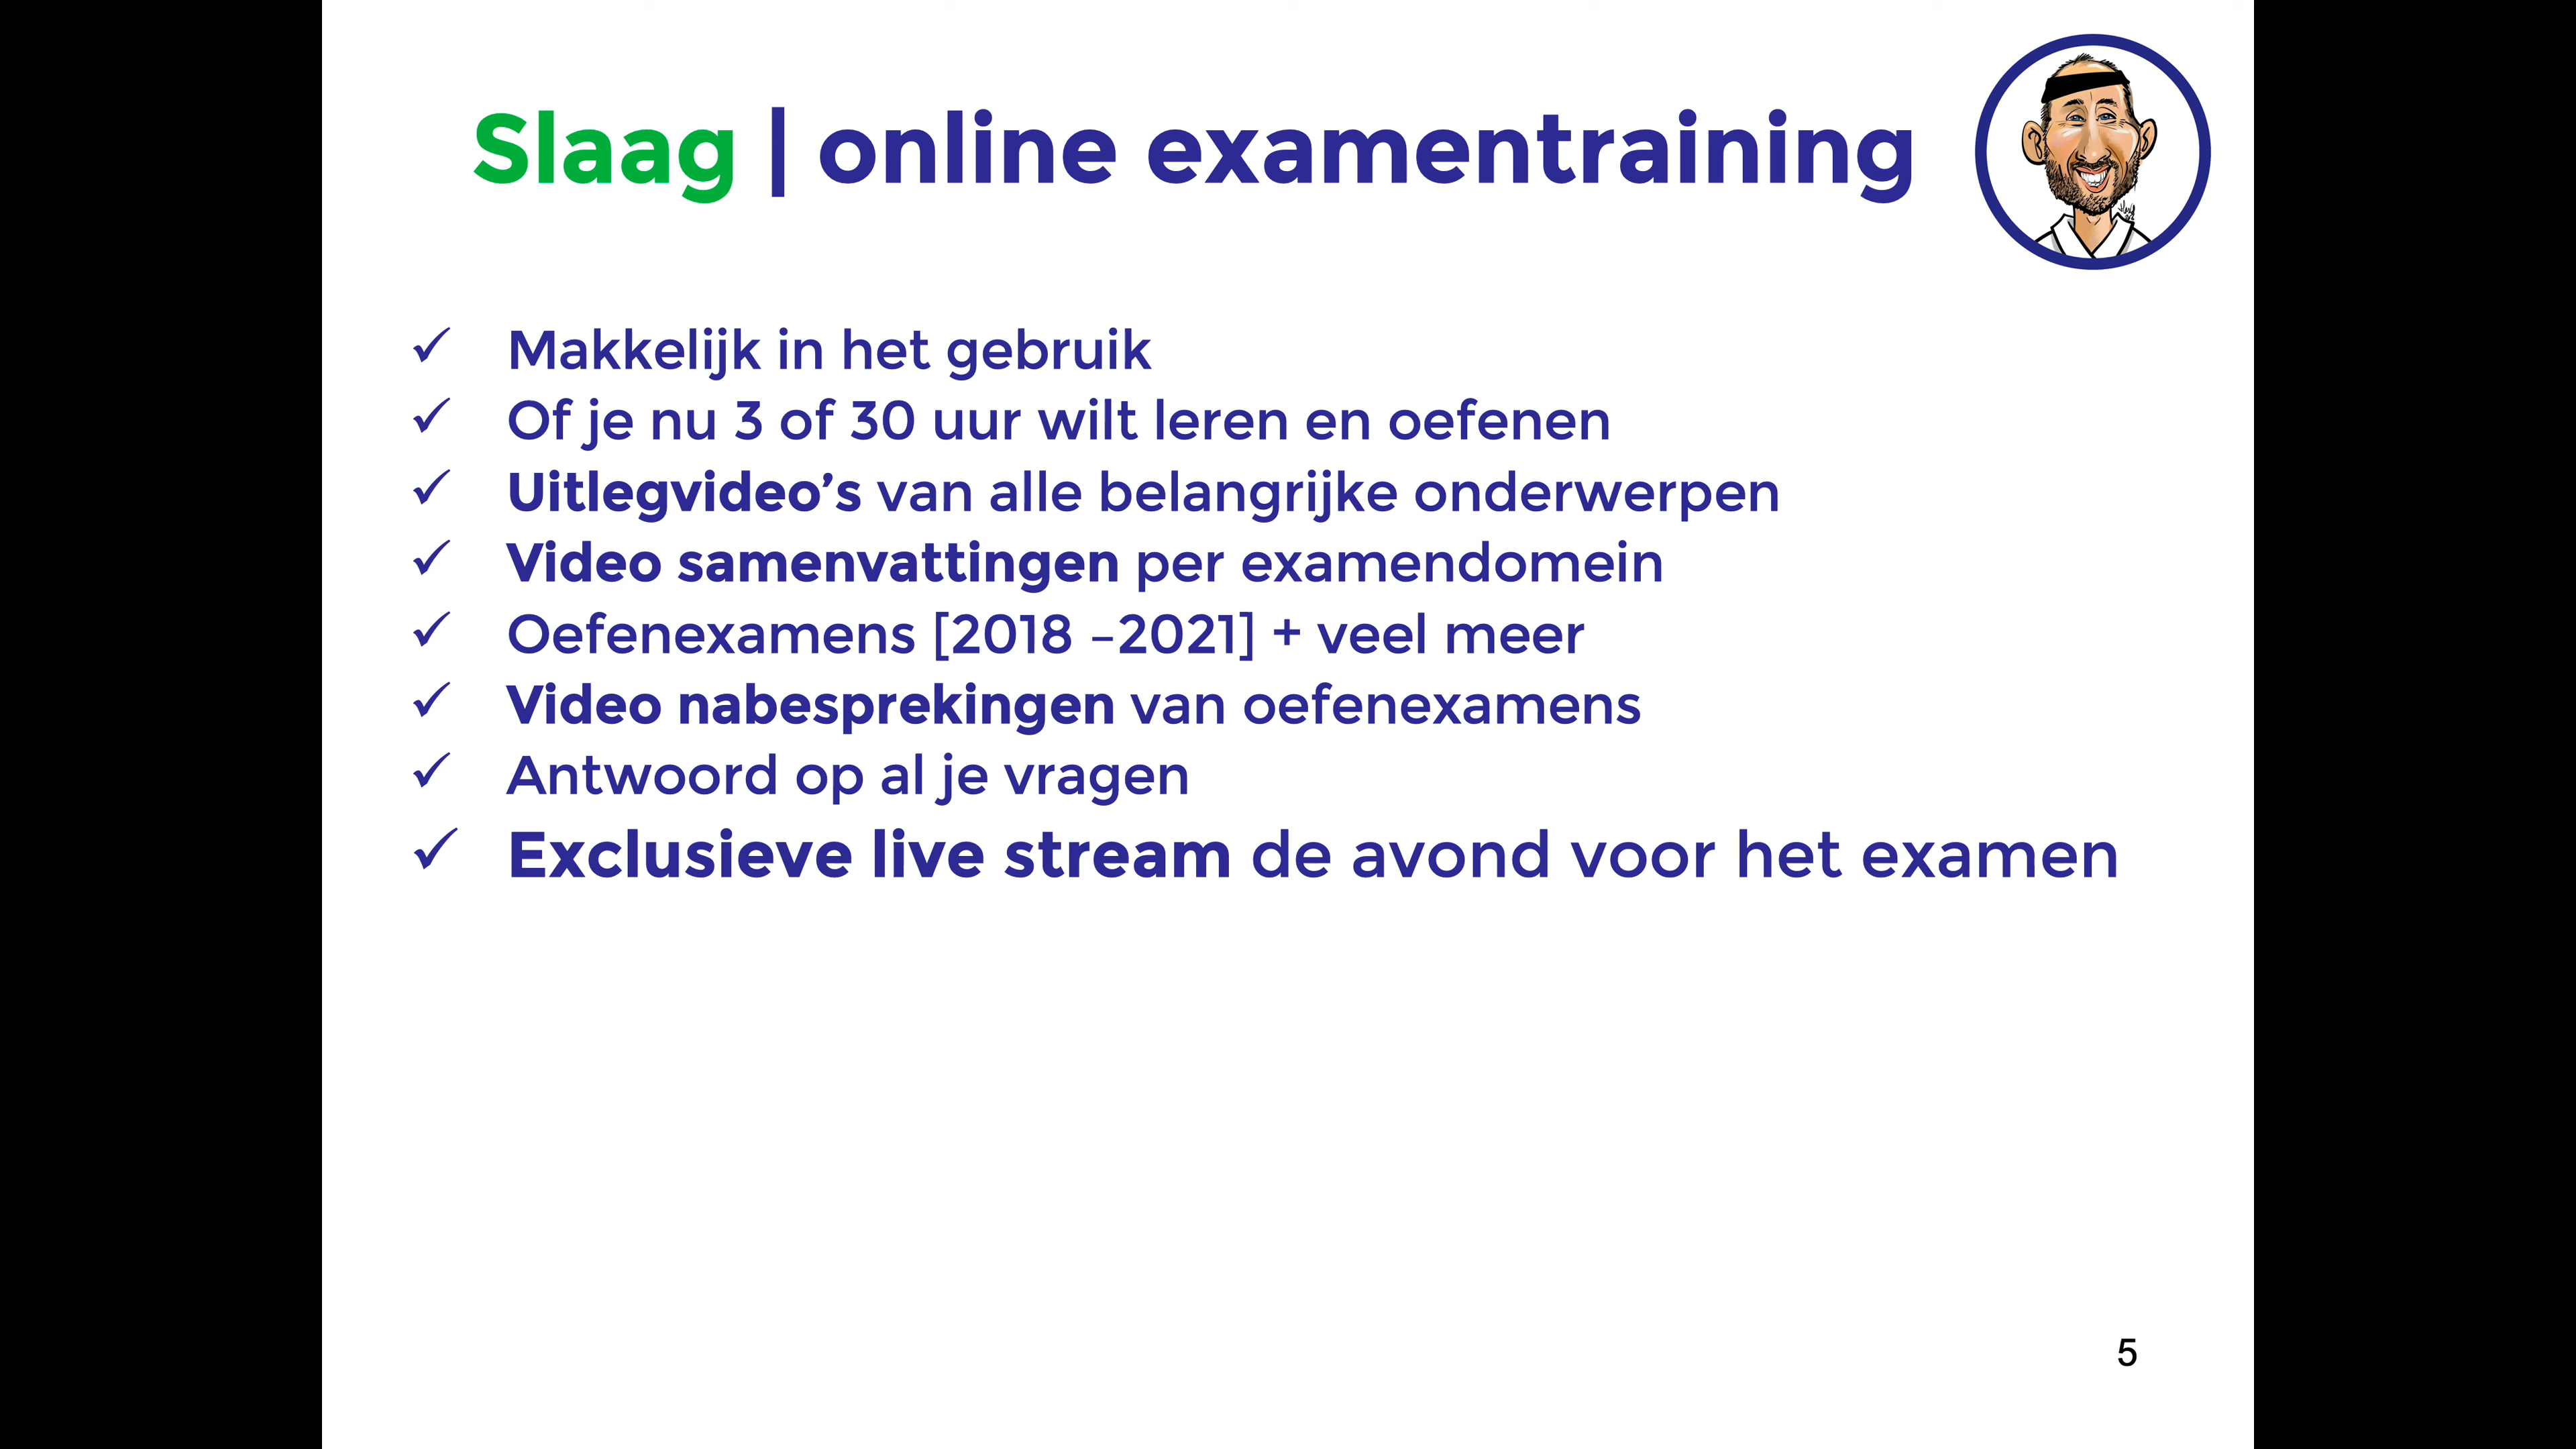 Slaag | online examentraining
✓ Makkelijk in het gebruik
✓ Of je nu 3 of 30 uur wilt leren en oefenen
✓ Uitlegvideo’s van alle belangrijke onderwerpen
✓ Video samenvattingen per examendomein
✓ Oefenexamens [2018 –2021] + veel meer
✓ Video nabesprekingen van oefenexamens
✓ Antwoord op al je vragen
✓ Exclusieve live stream de avond voor het examen
5